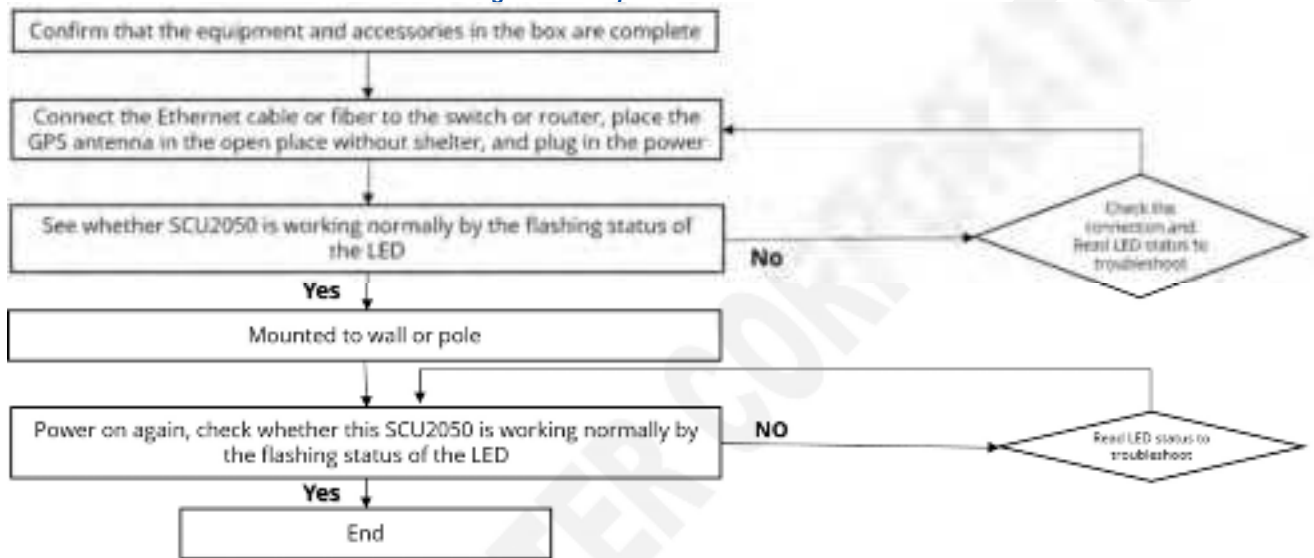 Confirm that the equipment and accessories in the box are complete
Connect the Ethernet cable or fiber to the switch or router, place the
GPS antenna in the open place without shelter, and plug in the power
See whether SCU2050 is working normally by the flashing status of
the LED
No
Check the
connection and
Read LED status to
troubleshoot
Yes
Mounted to wall or pole
Power on again, check whether this SCU2050 is working normally by
the flashing status of the LED
NO
Read LED status to
troubleshoot
Yes
End